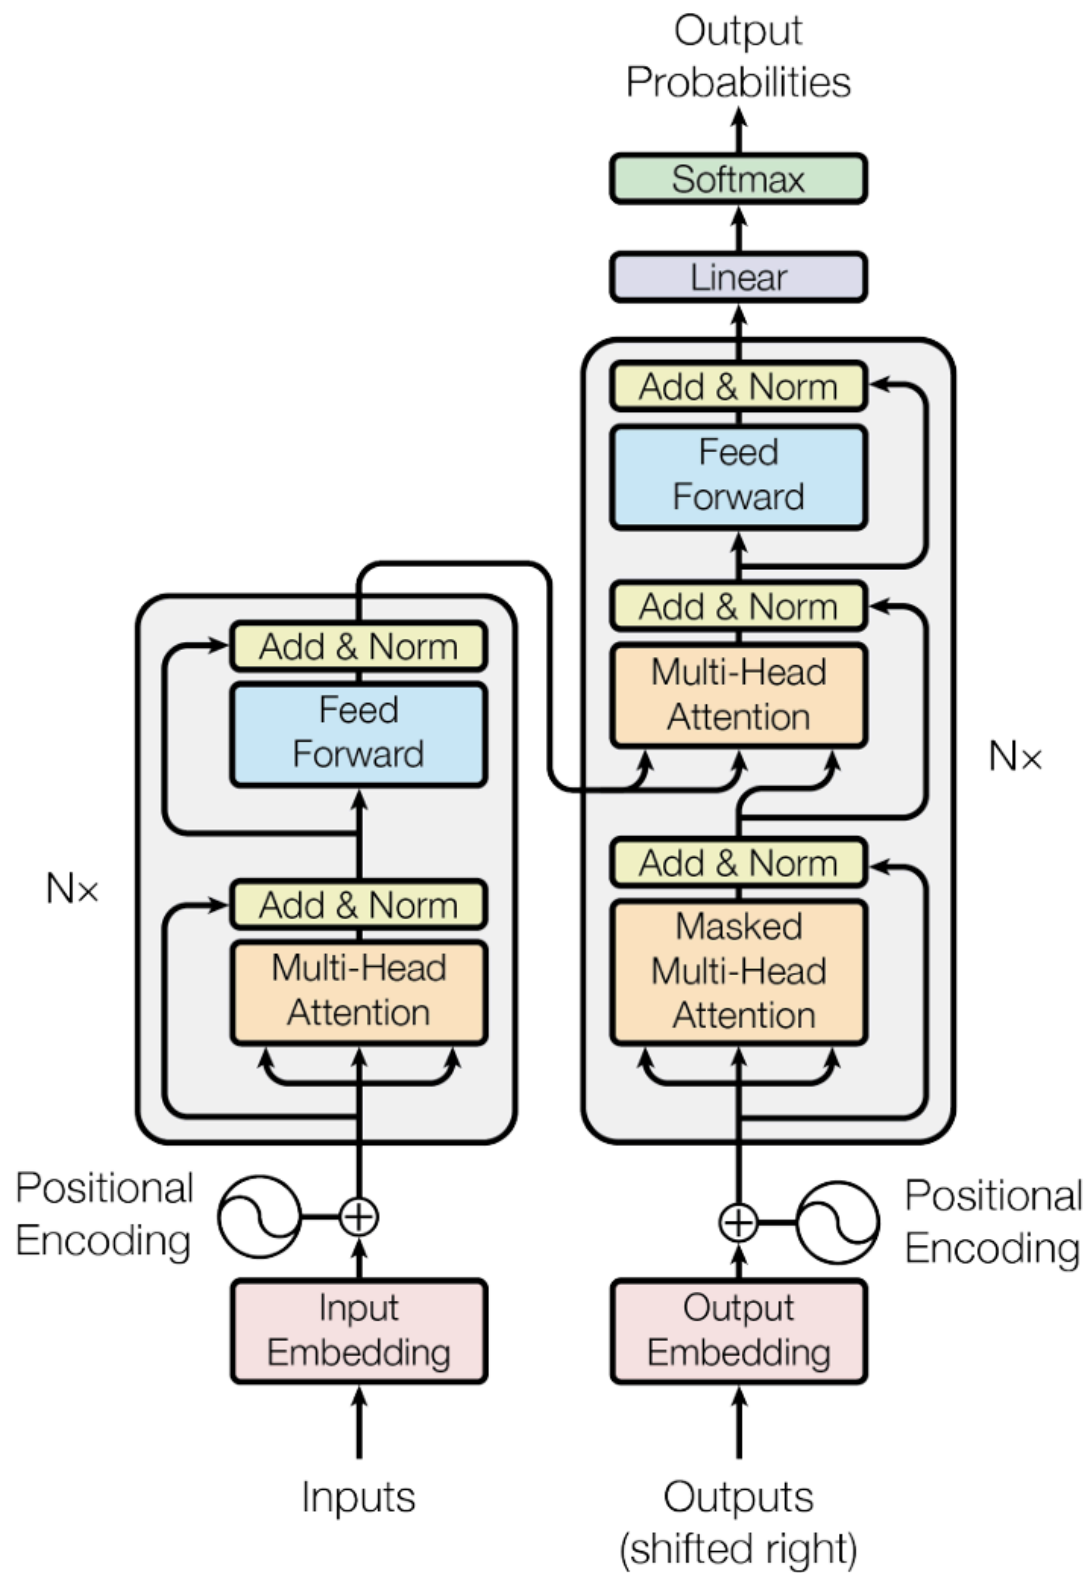 Output
Probabilities
Softmax
Linear
Add & Norm
Feed
Forward
Add & Norm
Multi-Head
Attention
Add & Norm
Masked
Multi-Head
Attention
N×
Add & Norm
Feed
Forward
Add & Norm
Multi-Head
Attention
N×
Positional
Encoding
Positional
Encoding
Input
Embedding
Output
Embedding
Inputs
Outputs
(shifted right)